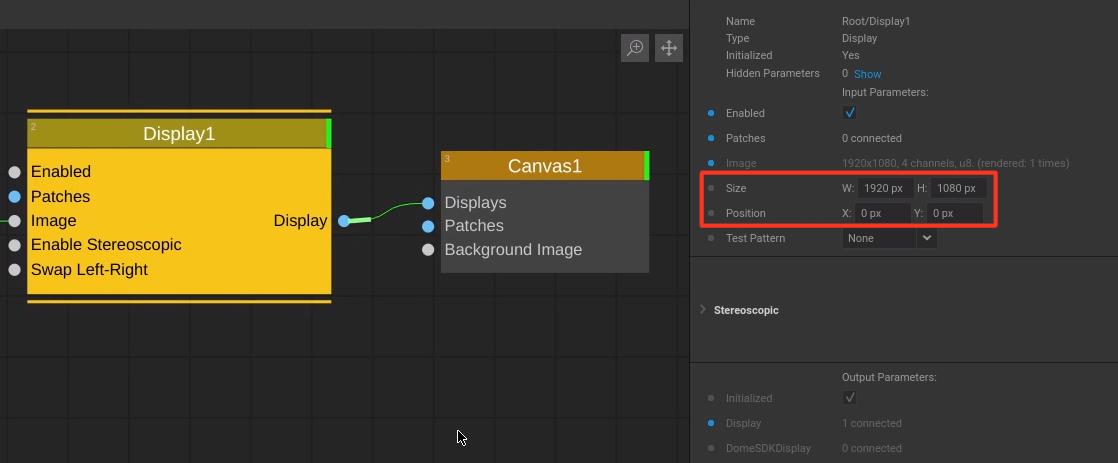 2
Display1
Enabled
Patches
Image
Display
Enable Stereoscopic
Swap Left-Right
3
Canvas1
Displays
Patches
Background Image
Name Root/Display1
Type Display
Initialized Yes
Hidden Parameters 0 Show
Input Parameters:
Enabled
Patches 0 connected
Image 1920x1080, 4 channels, u8. (rendered: 1 times)
Size W: 1920 px H: 1080 px
Position X: 0 px Y: 0 px
Test Pattern None
Stereoscopic
Output Parameters:
Initialized
Display 1 connected
DomeSDKDisplay 0 connected